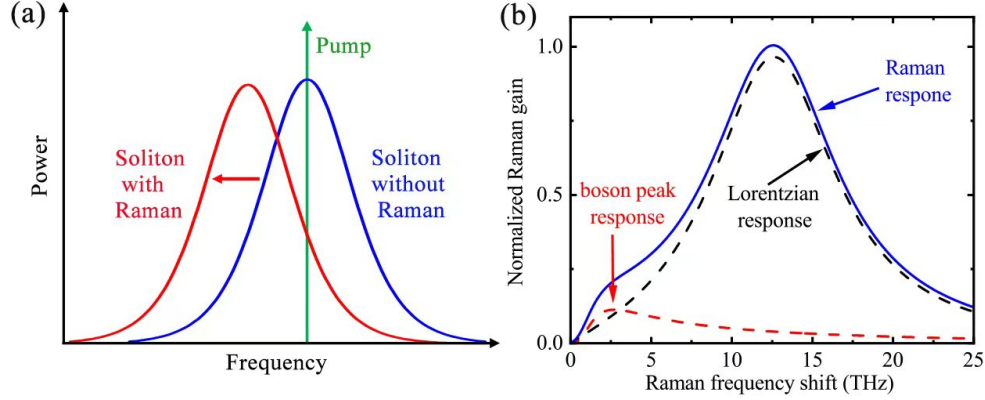 (a)
Pump
Power
Soliton
with
Raman
Soliton
without
Raman
Frequency
(b)
Normalized Raman gain
1.0
0.5
0.0
Raman
respone
boson peak
response
Lorentzian
response
0
5
10
15
20
25
Raman frequency shift (THz)